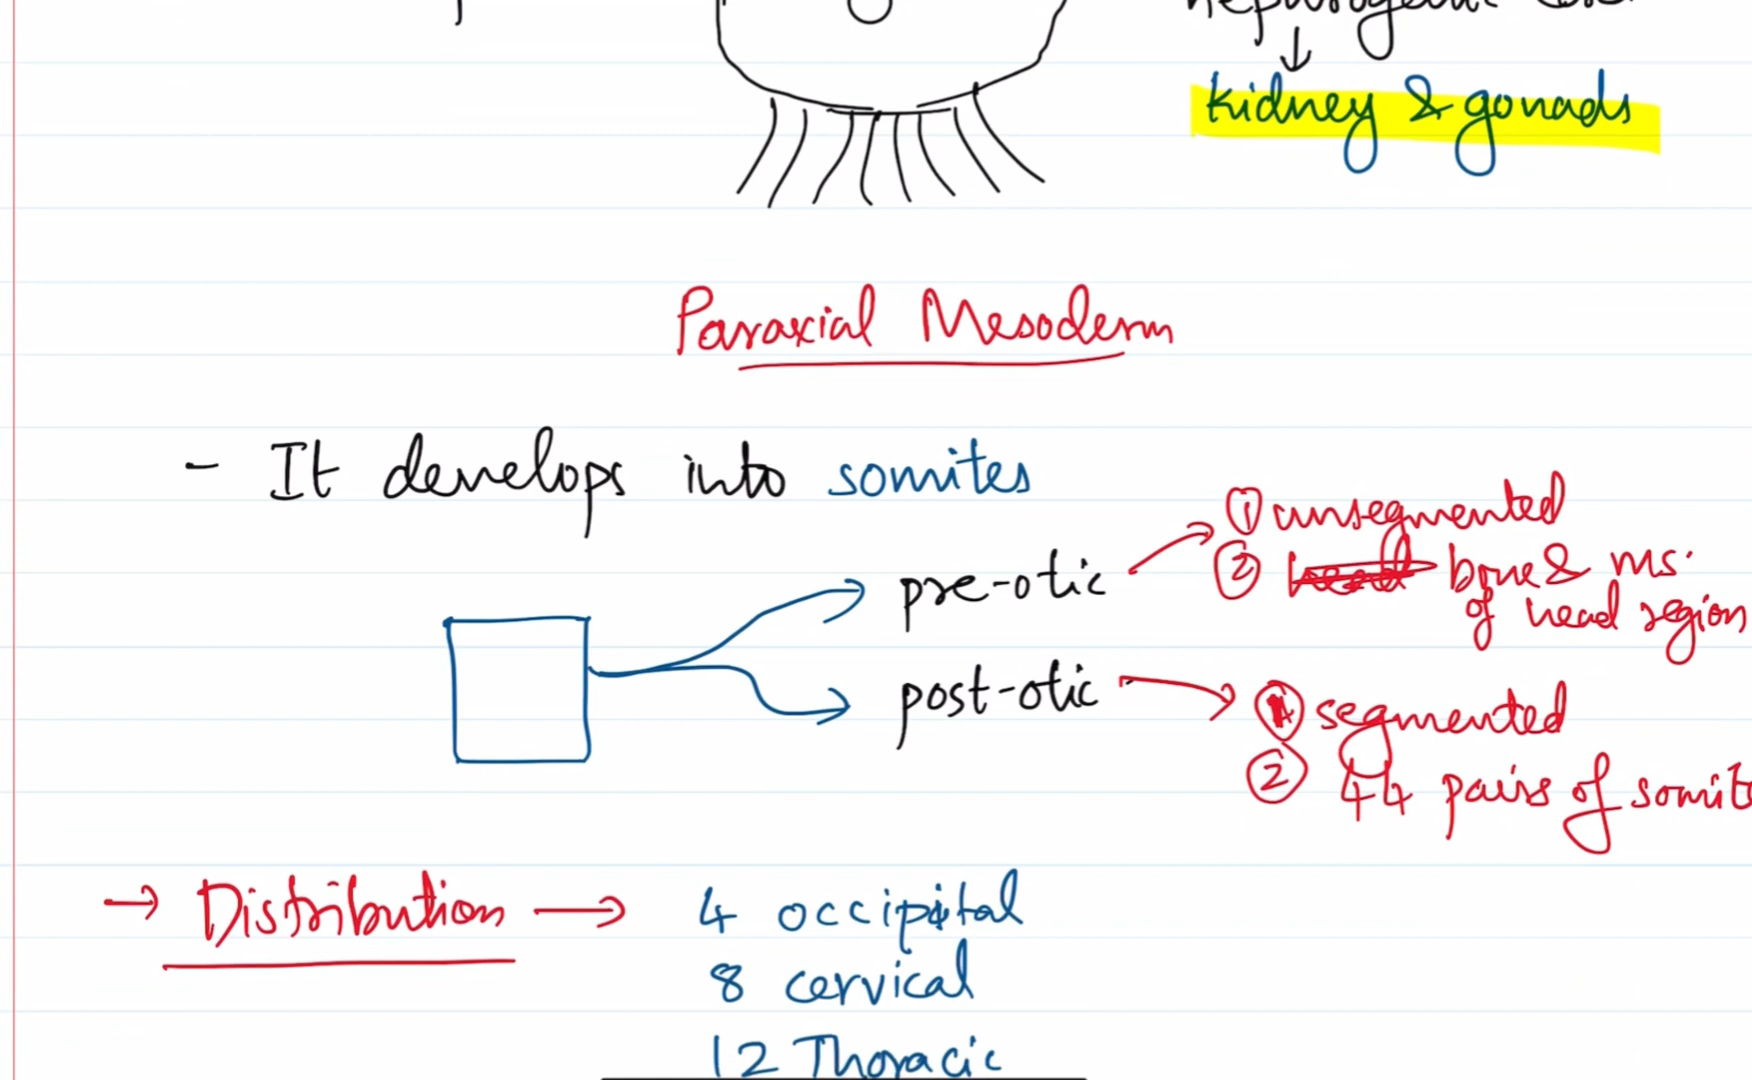 kidney & gonads
Paraxial Mesoderm
- It develops into somites
① unsegmented
pre-otic
② bone & ms.
of head region
post-otic
① segmented
② 44 pairs of somit
→ Distribution → 4 occipital
8 cervical
12 Thoracic